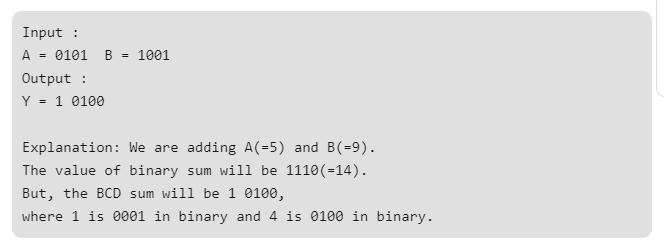 Input :
A = 0101  B = 1001
Output :
Y = 1 0100
Explanation: We are adding A(=5) and B(=9).
The value of binary sum will be 1110(=14).
But, the BCD sum will be 1 0100,
where 1 is 0001 in binary and 4 is 0100 in binary.